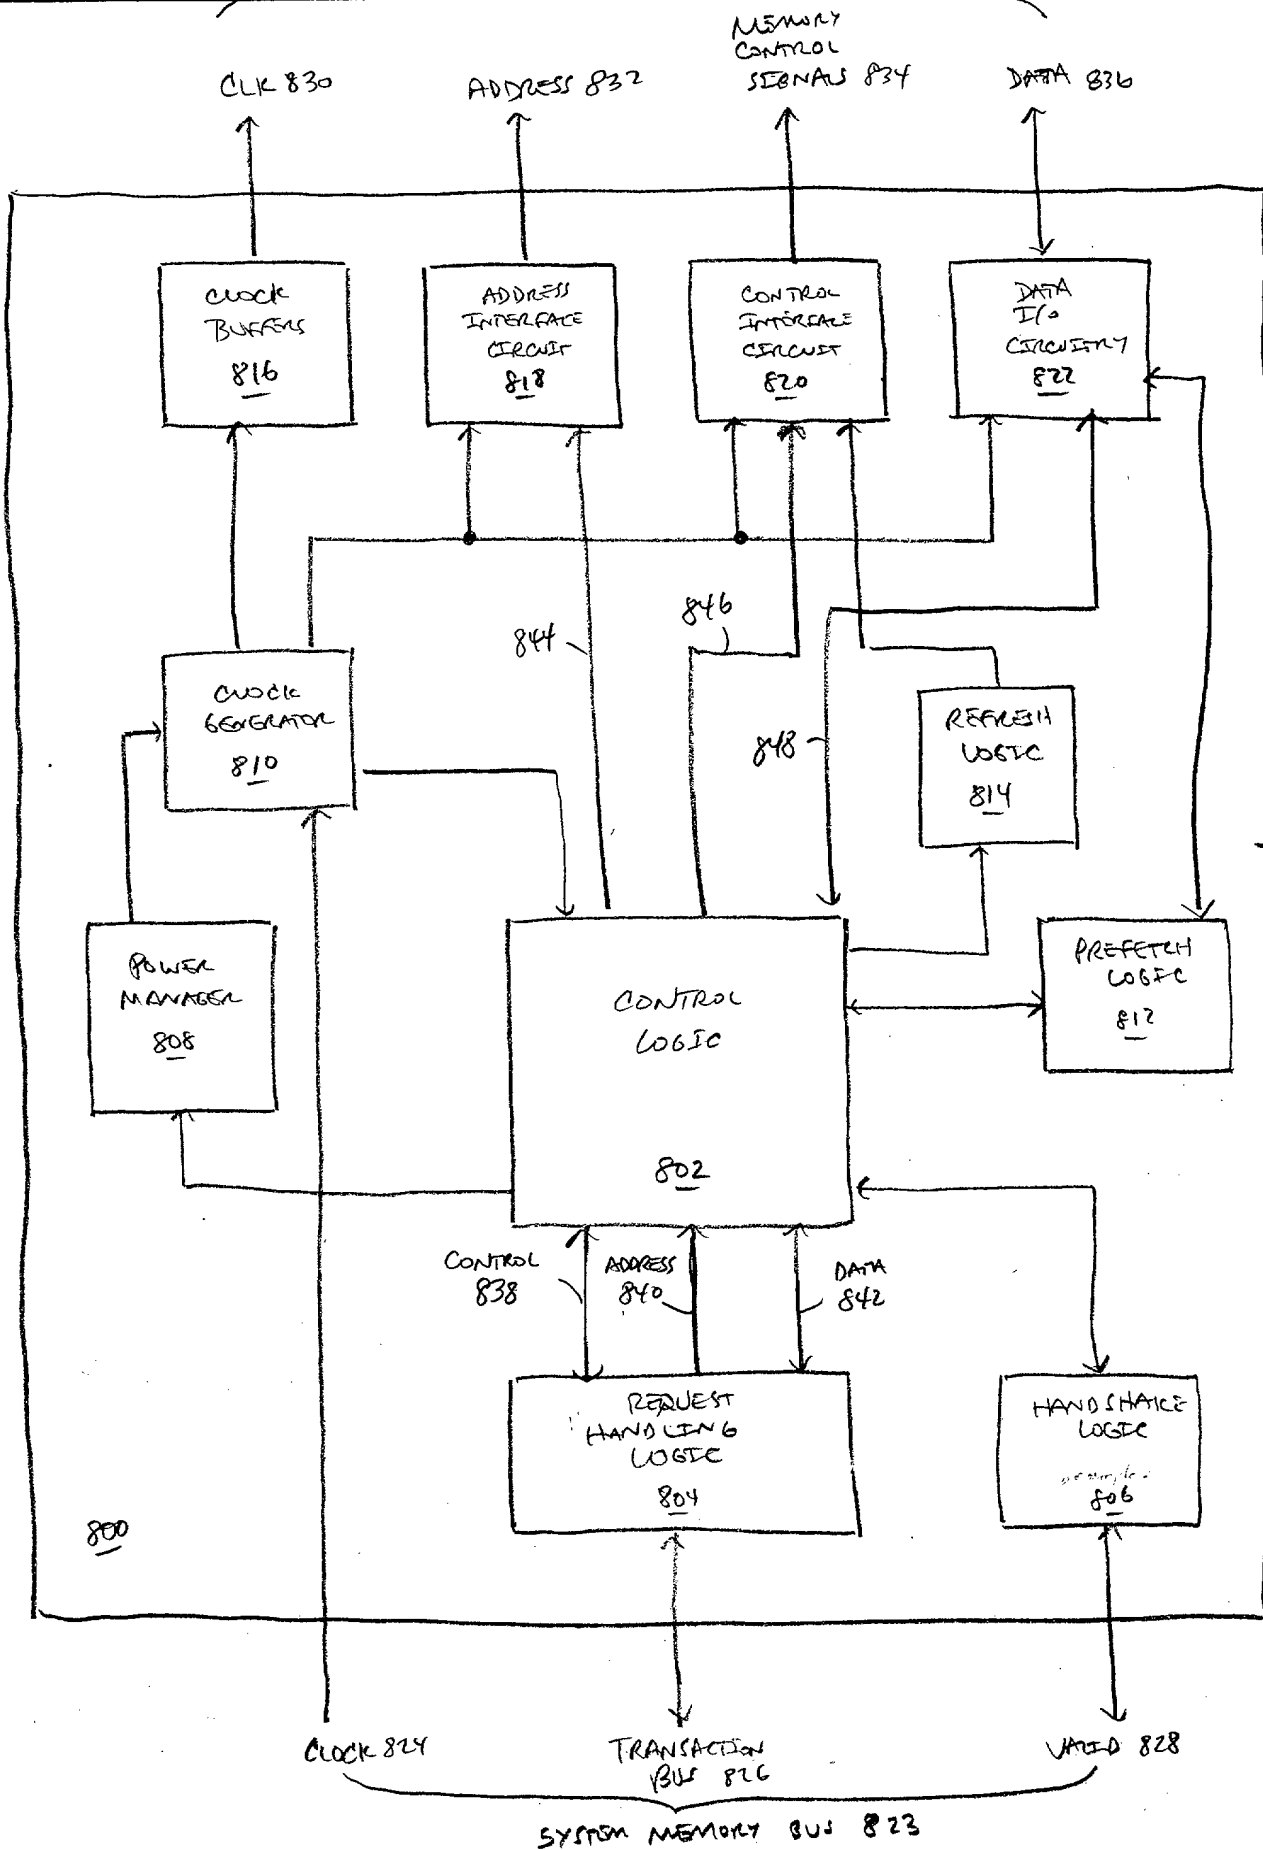 MEMORY
CONTROL
SIGNALS 834
CLK 830
ADDRESS 832
DATA 836
CLOCK
BUFFERS
816
ADDRESS
INTERFACE
CIRCUIT
818
CONTROL
INTERFACE
CIRCUIT
820
DATA
I/O
CIRCUITRY
822
844
846
848
CLOCK
GENERATOR
810
REFRESH
LOGIC
814
POWER
MANAGER
808
CONTROL
LOGIC
802
PREFETCH
LOGIC
812
CONTROL
838
ADDRESS
840
DATA
842
REQUEST
HANDLING
LOGIC
804
HANDSHAKE
LOGIC
806
800
CLOCK 824
TRANSACTION
BUS 826
VALID 828
SYSTEM MEMORY BUS 823